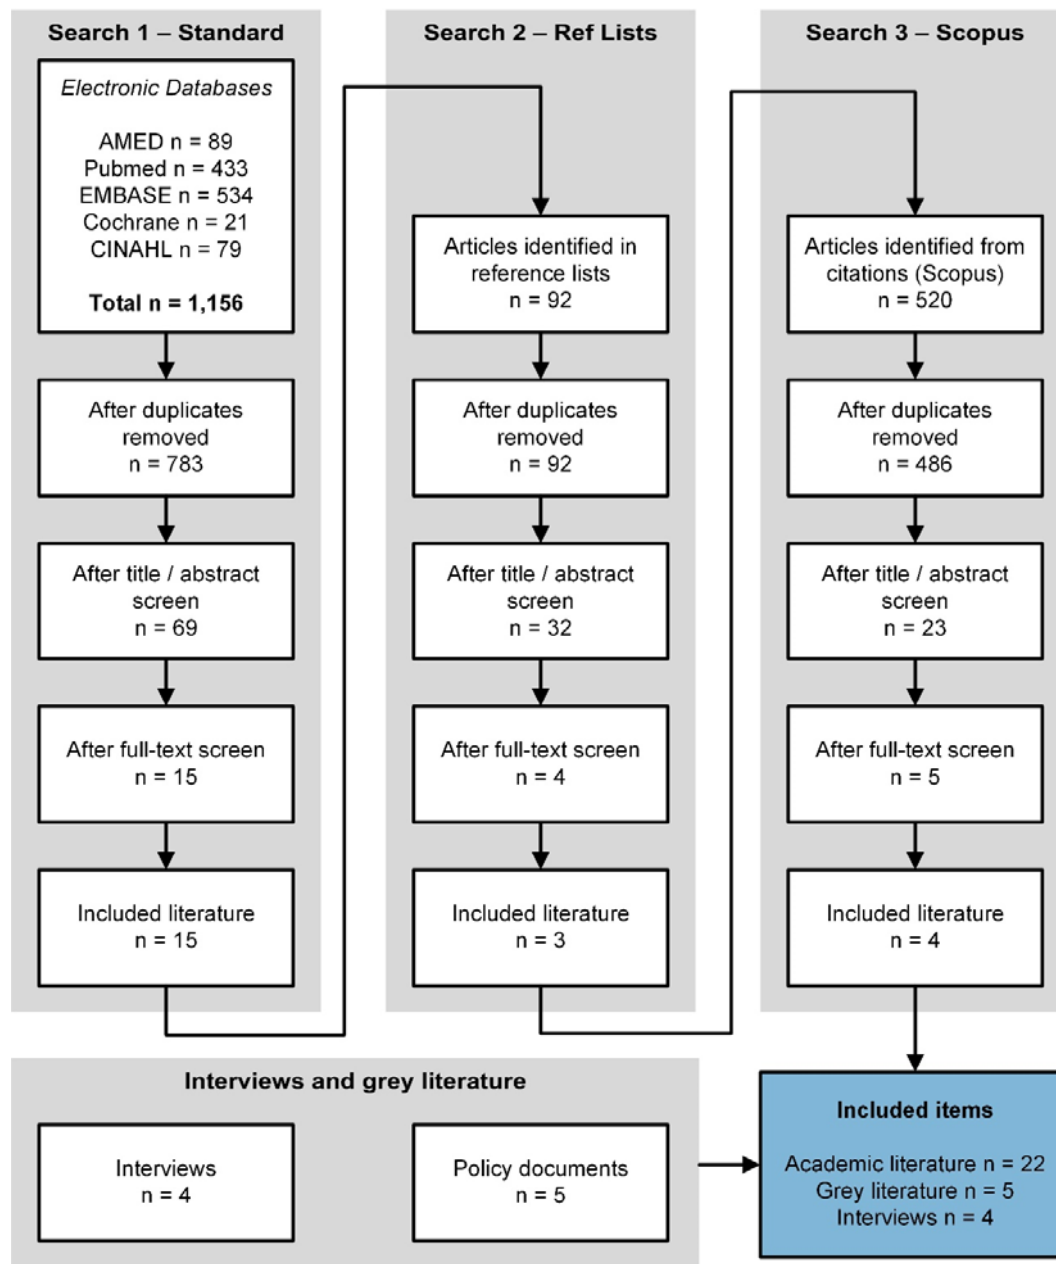 Search 1 – Standard
Electronic Databases
AMED n = 89
Pubmed n = 433
EMBASE n = 534
Cochrane n = 21
CINAHL n = 79
Total n = 1,156
After duplicates
removed
n = 783
After title / abstract
screen
n = 69
After full-text screen
n = 15
Included literature
n = 15
Search 2 – Ref Lists
Articles identified in
reference lists
n = 92
After duplicates
removed
n = 92
After title / abstract
screen
n = 32
After full-text screen
n = 4
Included literature
n = 3
Search 3 – Scopus
Articles identified from
citations (Scopus)
n = 520
After duplicates
removed
n = 486
After title / abstract
screen
n = 23
After full-text screen
n = 5
Included literature
n = 4
Interviews and grey literature
Interviews
n = 4
Policy documents
n = 5
Included items
Academic literature n = 22
Grey literature n = 5
Interviews n = 4